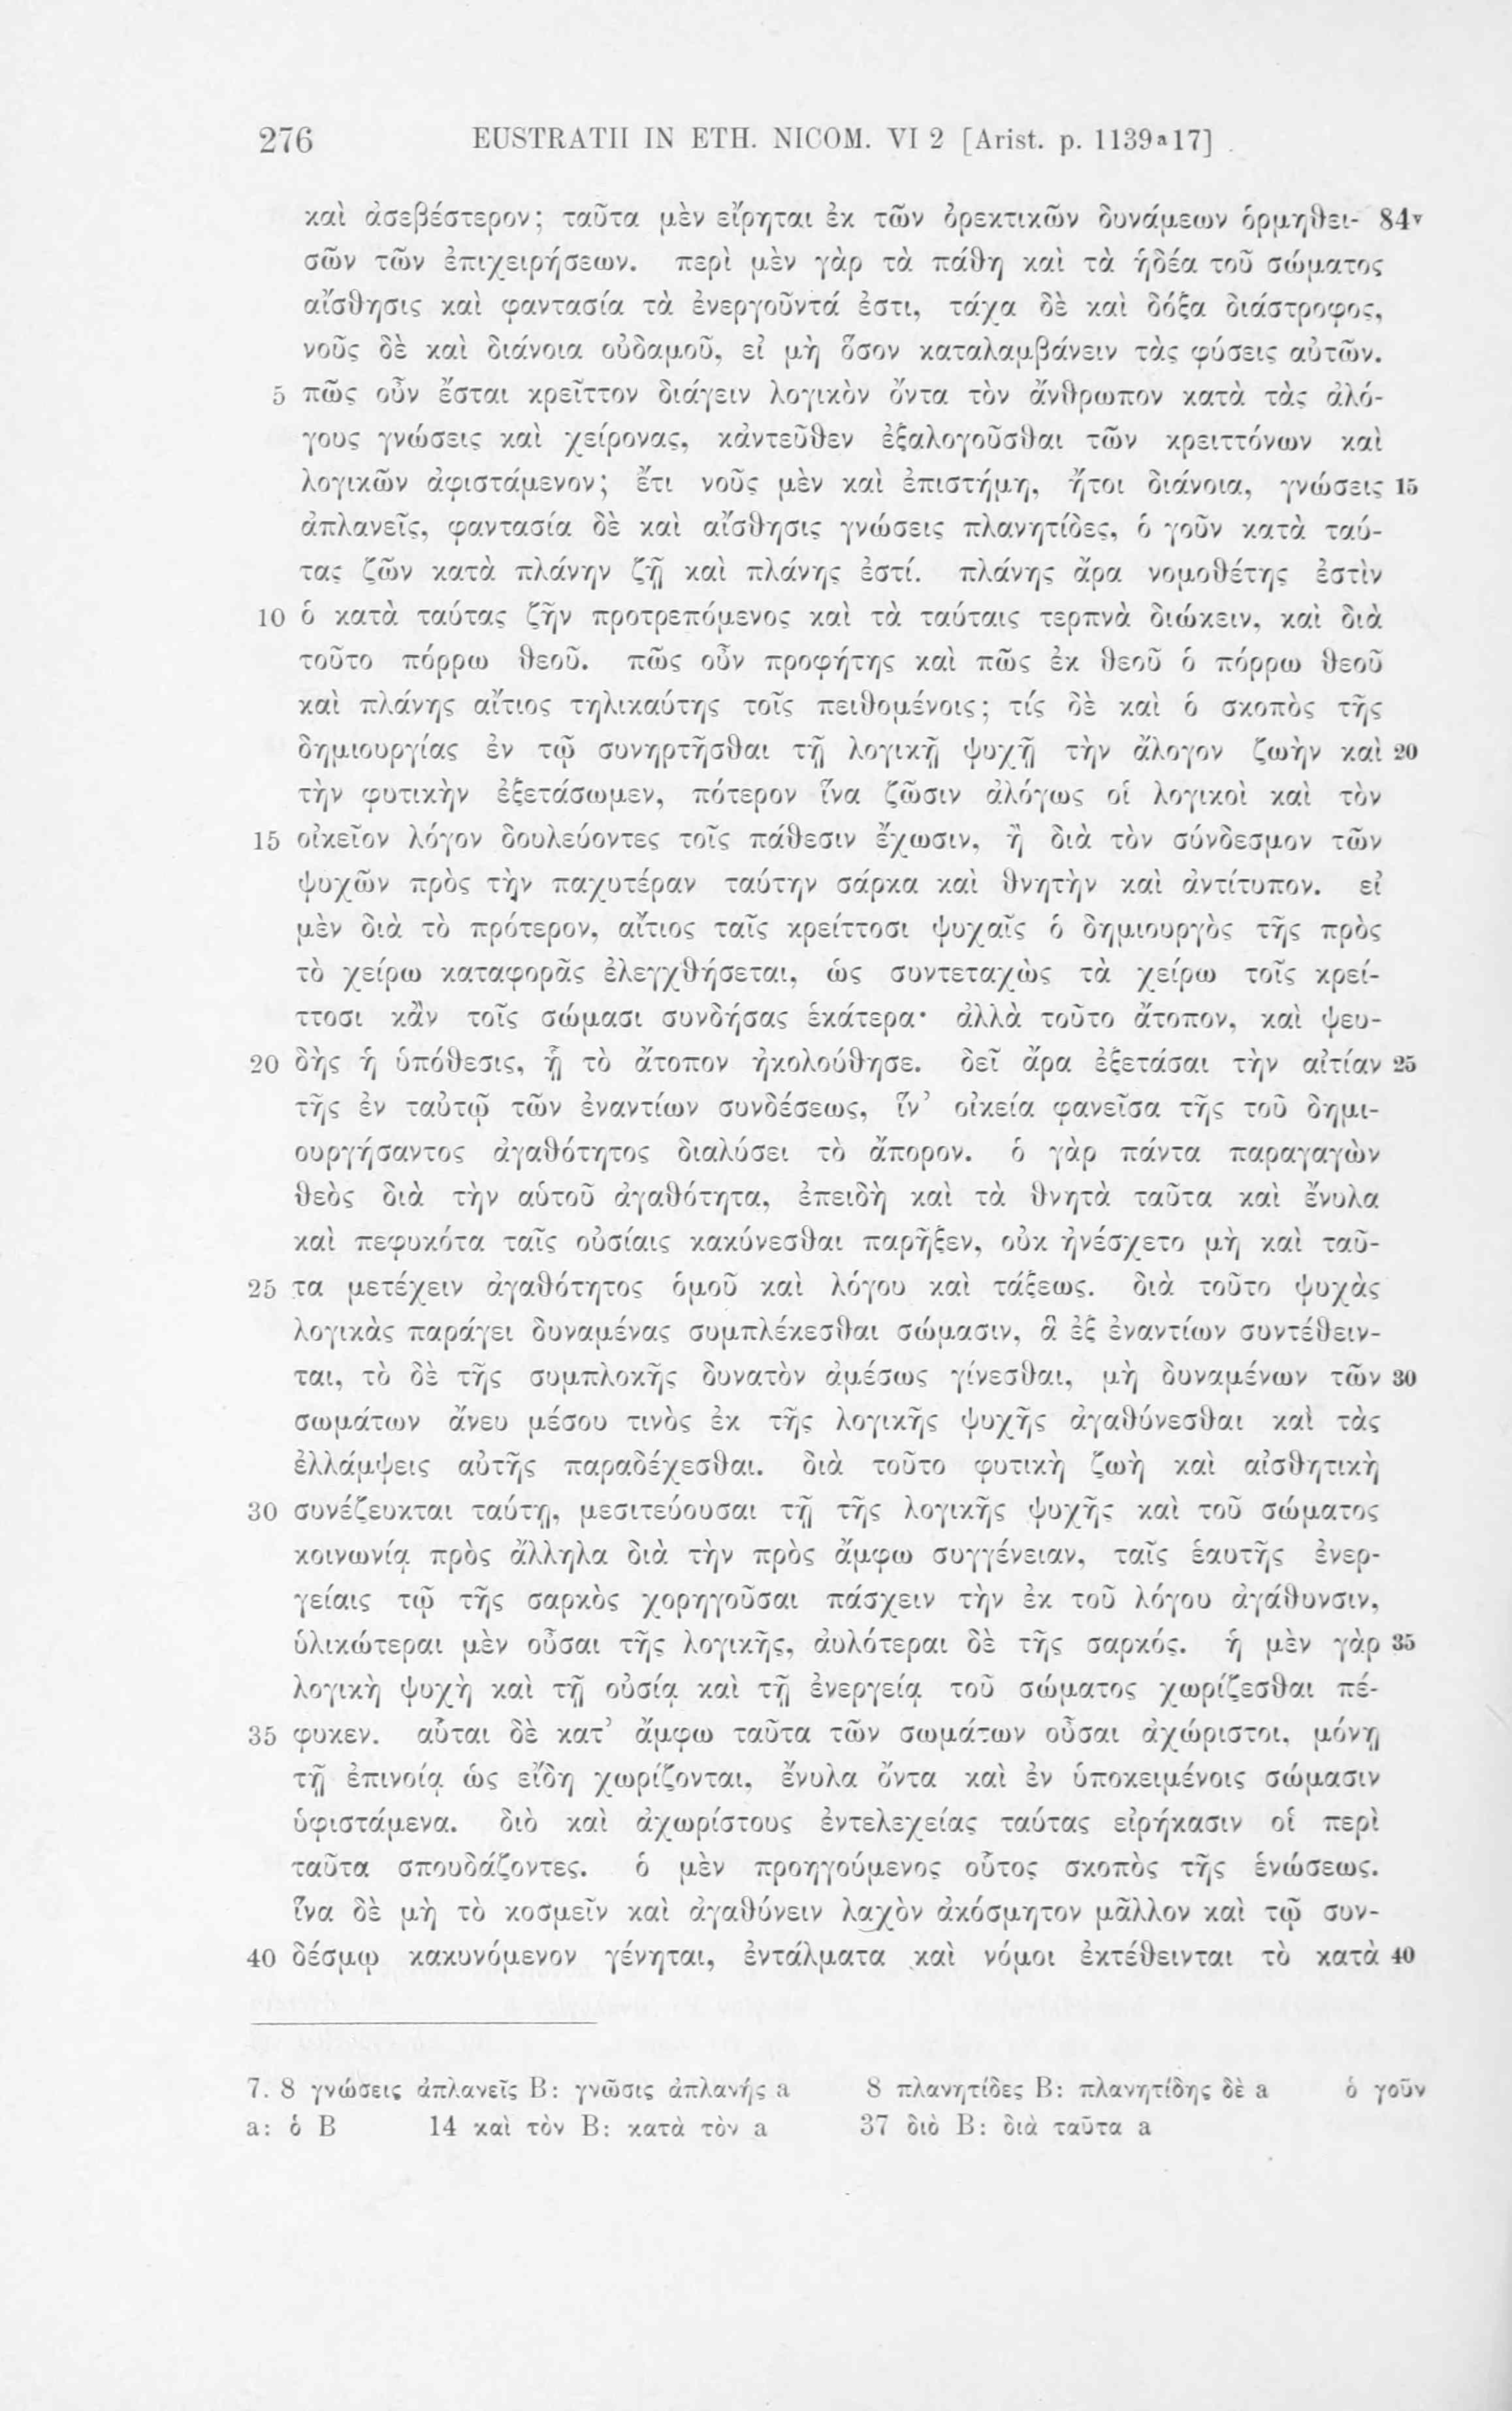 276 EUSTRATII IN ETH. NICOM. VI 2 [Arist. p. 1139ª17]
καὶ ἀσεβέστερον; ταῦτα μὲν εἴρηται ἐκ τῶν ὀρεκτικῶν δυνάμεων ὁρμηθει- 84ᵛ
σῶν τῶν ἐπιχειρήσεων. περὶ μὲν γὰρ τὰ πάθη καὶ τὰ ἡδέα τοῦ σώματος
αἴσθησις καὶ φαντασία τὰ ἐνεργοῦντά ἐστι, τάχα δὲ καὶ δόξα διάστροφος,
νοῦς δὲ καὶ διάνοια οὐδαμοῦ, εἰ μὴ ὅσον καταλαμβάνειν τὰς φύσεις αὐτῶν.
5 πῶς οὖν ἔσται κρεῖττον διάγειν λογικὸν ὄντα τὸν ἄνθρωπον κατὰ τὰς ἀλό-
γους γνώσεις καὶ χείρονας, κἀντεῦθεν ἐξαλογοῦσθαι τῶν κρειττόνων καὶ
λογικῶν ἀφιστάμενον; ἔτι νοῦς μὲν καὶ ἐπιστήμη, ἤτοι διάνοια, γνώσεις 15
ἀπλανεῖς, φαντασία δὲ καὶ αἴσθησις γνώσεις πλανητίδες, ὁ γοῦν κατὰ ταύ-
τας ζῶν κατὰ πλάνην ζῇ καὶ πλάνης ἐστί. πλάνης ἄρα νομοθέτης ἐστὶν
10 ὁ κατὰ ταύτας ζῆν προτρεπόμενος καὶ τὰ ταύταις τερπνὰ διώκειν, καὶ διὰ
τοῦτο πόρρω θεοῦ. πῶς οὖν προφήτης καὶ πῶς ἐκ θεοῦ ὁ πόρρω θεοῦ
καὶ πλάνης αἴτιος τηλικαύτης τοῖς πειθομένοις; τίς δὲ καὶ ὁ σκοπὸς τῆς
δημιουργίας ἐν τῷ συνηρτῆσθαι τῇ λογικῇ ψυχῇ τὴν ἄλογον ζωὴν καὶ 20
τὴν φυτικὴν ἐξετάσωμεν, πότερον ἵνα ζῶσιν ἀλόγως οἱ λογικοὶ καὶ τὸν
15 οἰκεῖον λόγον δουλεύοντες τοῖς πάθεσιν ἔχωσιν, ἢ διὰ τὸν σύνδεσμον τῶν
ψυχῶν πρὸς τὴν παχυτέραν ταύτην σάρκα καὶ θνητὴν καὶ ἀντίτυπον. εἰ
μὲν διὰ τὸ πρότερον, αἴτιος ταῖς κρείττοσι ψυχαῖς ὁ δημιουργὸς τῆς πρὸς
τὸ χείρω καταφορᾶς ἐλεγχθήσεται, ὡς συντεταχὼς τὰ χείρω τοῖς κρεί-
ττοσι κἂν τοῖς σώμασι συνδήσας ἑκάτερα· ἀλλὰ τοῦτο ἄτοπον, καὶ ψευ-
20 δὴς ἡ ὑπόθεσις, ᾗ τὸ ἄτοπον ἠκολούθησε. δεῖ ἄρα ἐξετάσαι τὴν αἰτίαν 25
τῆς ἐν ταὐτῷ τῶν ἐναντίων συνδέσεως, ἵν’ οἰκεία φανεῖσα τῆς τοῦ δημι-
ουργήσαντος ἀγαθότητος διαλύσει τὸ ἄπορον. ὁ γὰρ πάντα παραγαγὼν
θεὸς διὰ τὴν αὑτοῦ ἀγαθότητα, ἐπειδὴ καὶ τὰ θνητὰ ταῦτα καὶ ἔνυλα
καὶ πεφυκότα ταῖς οὐσίαις κακύνεσθαι παρῆξεν, οὐκ ἠνέσχετο μὴ καὶ ταῦ-
25 τα μετέχειν ἀγαθότητος ὁμοῦ καὶ λόγου καὶ τάξεως. διὰ τοῦτο ψυχὰς
λογικὰς παράγει δυναμένας συμπλέκεσθαι σώμασιν, ἃ ἐξ ἐναντίων συντέθειν-
ται, τὸ δὲ τῆς συμπλοκῆς δυνατὸν ἀμέσως γίνεσθαι, μὴ δυναμένων τῶν 30
σωμάτων ἄνευ μέσου τινὸς ἐκ τῆς λογικῆς ψυχῆς ἀγαθύνεσθαι καὶ τὰς
ἐλλάμψεις αὐτῆς παραδέχεσθαι. διὰ τοῦτο φυτικὴ ζωὴ καὶ αἰσθητικὴ
30 συνέζευκται ταύτῃ, μεσιτεύουσαι τῇ τῆς λογικῆς ψυχῆς καὶ τοῦ σώματος
κοινωνίᾳ πρὸς ἄλληλα διὰ τὴν πρὸς ἄμφω συγγένειαν, ταῖς ἑαυτῆς ἐνερ-
γείαις τῷ τῆς σαρκὸς χορηγοῦσαι πάσχειν τὴν ἐκ τοῦ λόγου ἀγάθυνσιν,
ὑλικώτεραι μὲν οὖσαι τῆς λογικῆς, ἀυλότεραι δὲ τῆς σαρκός. ἡ μὲν γὰρ 35
λογικὴ ψυχὴ καὶ τῇ οὐσίᾳ καὶ τῇ ἐνεργείᾳ τοῦ σώματος χωρίζεσθαι πέ-
35 φυκεν. αὗται δὲ κατ’ ἄμφω ταῦτα τῶν σωμάτων οὖσαι ἀχώριστοι, μόνῃ
τῇ ἐπινοίᾳ ὡς εἴδη χωρίζονται, ἔνυλα ὄντα καὶ ἐν ὑποκειμένοις σώμασιν
ὑφιστάμενα. διὸ καὶ ἀχωρίστους ἐντελεχείας ταύτας εἰρήκασιν οἱ περὶ
ταῦτα σπουδάζοντες. ὁ μὲν προηγούμενος οὗτος σκοπὸς τῆς ἑνώσεως.
ἵνα δὲ μὴ τὸ κοσμεῖν καὶ ἀγαθύνειν λαχὸν ἀκόσμητον μᾶλλον καὶ τῷ συν-
40 δέσμῳ κακυνόμενον γένηται, ἐντάλματα καὶ νόμοι ἐκτέθεινται τὸ κατὰ 40
7. 8 γνώσεις ἀπλανεῖς B: γνῶσις ἀπλανής a 8 πλανητίδες B: πλανητίδης δὲ a ὁ γοῦν
a: ὁ B 14 καὶ τὸν B: κατὰ τὸν a 37 διὸ B: διὰ ταῦτα a